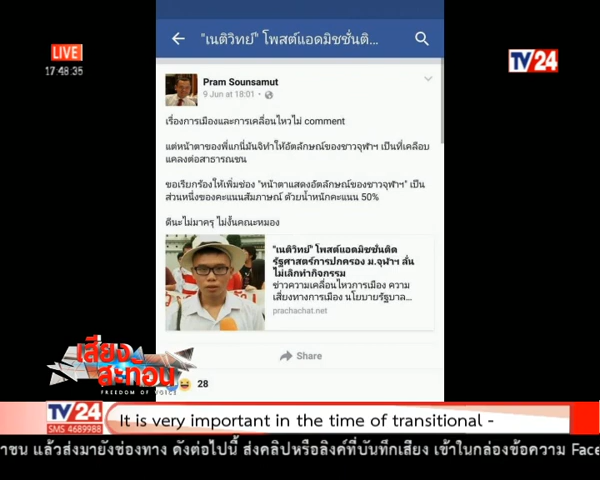 LIVE
17:48:35
"เนติวิทย์" โพสต์แอดมิชชั่นติ...
TV24
Pram Sounsamut
9 Jun at 18:01
เรื่องการเมืองและการเคลื่อนไหวไม่ comment
แต่หน้าตาของพี่แกนี่มันจิทำให้อัตลักษณ์ของชาวจุฬาฯ เป็นที่เคลือบ
แคลงต่อสาธารณชน
ขอเรียกร้องให้เพิ่มช่อง "หน้าตาแสดงอัตลักษณ์ของชาวจุฬาฯ" เป็น
ส่วนหนึ่งของคะแนนสัมภาษณ์ ด้วยน้ำหนักคะแนน 50%
ดีนะไม่มาครุ ไม่งั้นคณะหมอง
"เนติวิทย์" โพสต์แอดมิชชั่นติด
รัฐศาสตร์การปกครอง ม.จุฬาฯ ลั่น
ไม่เลิกทำกิจกรรม
ข่าวความเคลื่อนไหวการเมือง ความ
เสี่ยงทางการเมือง นโยบายรัฐบาล...
prachachat.net
Share
28
เสียง
สะท้อน
FREEDOM OF VOICE
TV24
SMS 4689988
It is very important in the time of transitional -
าชน แล้วส่งมายังช่องทาง ดังต่อไปนี้ ส่งคลิปหรือลิงค์ที่บันทึกเสียง เข้าในกล่องข้อความ Face